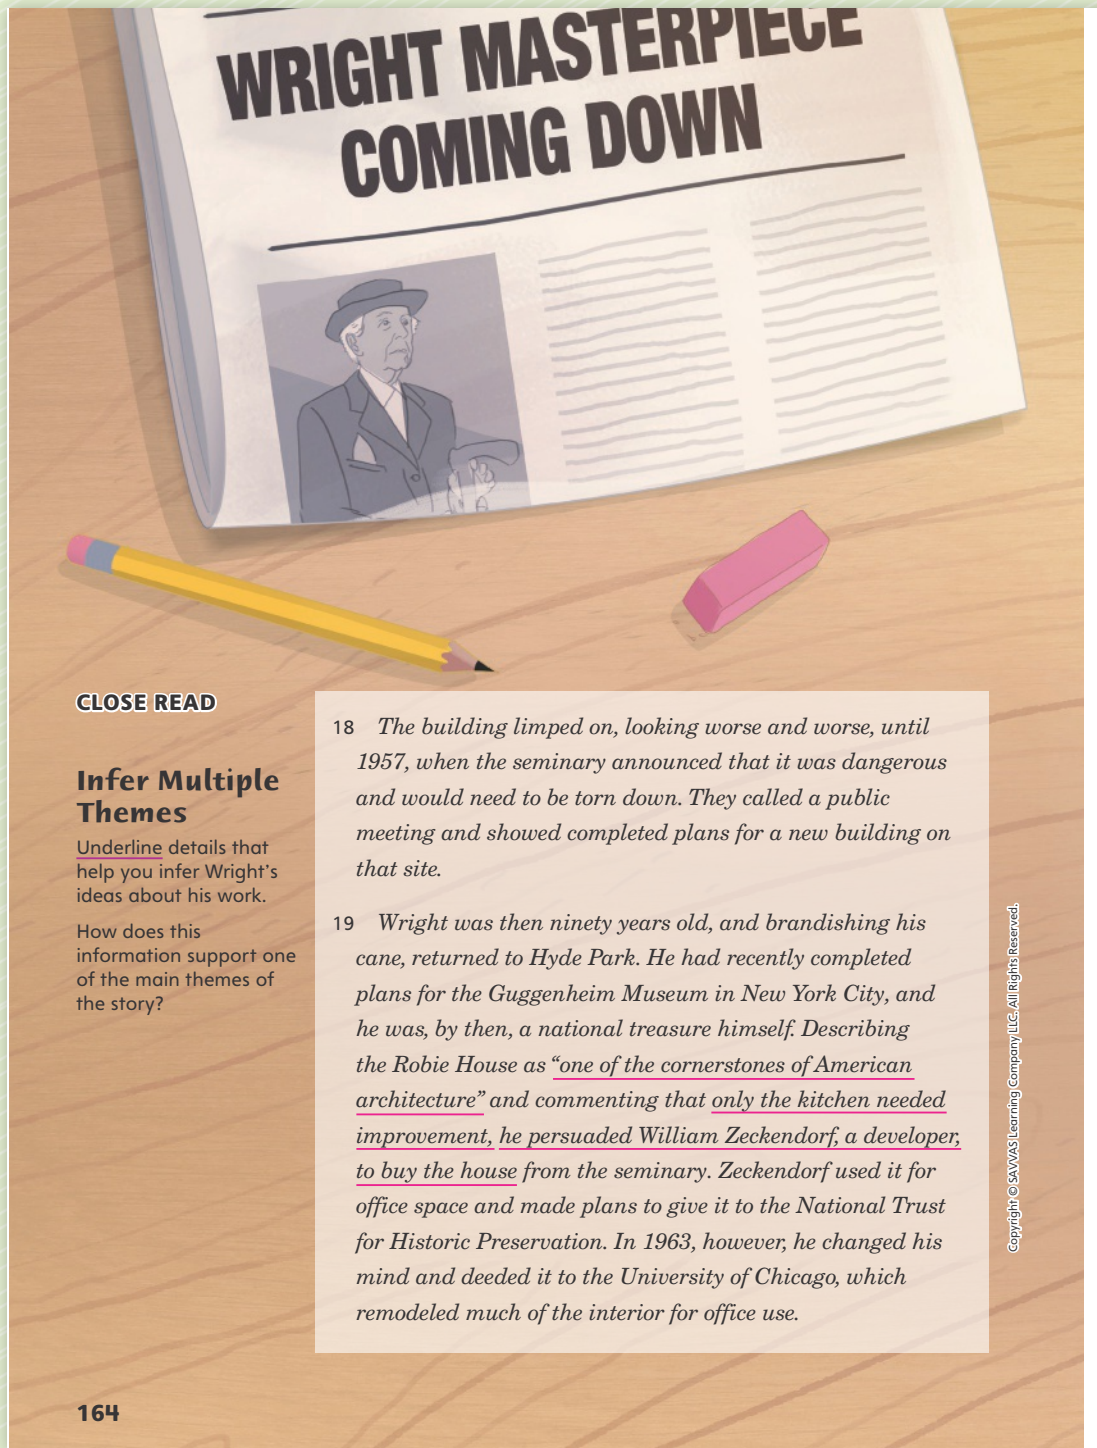 WRIGHT MASTERPIECE
COMING DOWN
CLOSE READ
Infer Multiple
Themes
Underline details that
help you infer Wright's
ideas about his work.
How does this
information support one
of the main themes of
the story?
18 The building limped on, looking worse and worse, until
1957, when the seminary announced that it was dangerous
and would need to be torn down. They called a public
meeting and showed completed plans for a new building on
that site.
19 Wright was then ninety years old, and brandishing his
cane, returned to Hyde Park. He had recently completed
plans for the Guggenheim Museum in New York City, and
he was, by then, a national treasure himself. Describing
the Robie House as “one of the cornerstones of American
architecture” and commenting that only the kitchen needed
improvement, he persuaded William Zeckendorf, a developer,
to buy the house from the seminary. Zeckendorf used it for
office space and made plans to give it to the National Trust
for Historic Preservation. In 1963, however, he changed his
mind and deeded it to the University of Chicago, which
remodeled much of the interior for office use.
Copyright © SAVVAS Learning Company LLC. All Rights Reserved.
164